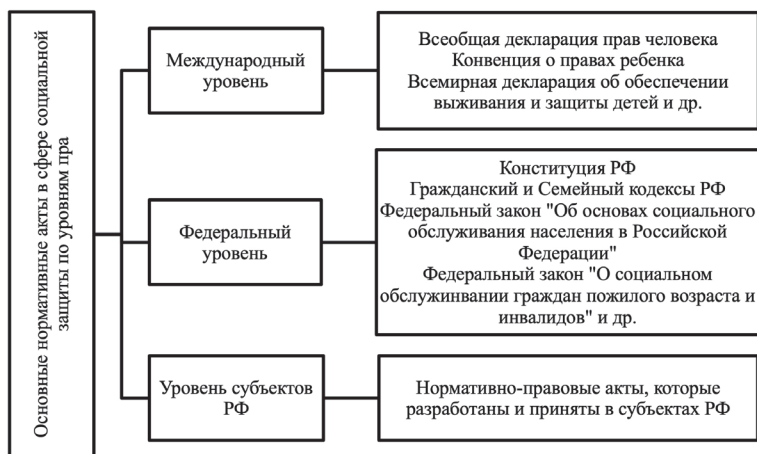 Основные нормативные акты в сфере социальной
защиты по уровням пра
Международный
уровень
Всеобщая декларация прав человека
Конвенция о правах ребенка
Всемирная декларация об обеспечении
выживания и защиты детей и др.
Федеральный
уровень
Конституция РФ
Гражданский и Семейный кодексы РФ
Федеральный закон "Об основах социального
обслуживания населения в Российской
Федерации"
Федеральный закон "О социальном
обслужинвании граждан пожилого возраста и
инвалидов" и др.
Уровень субъектов
РФ
Нормативно-правовые акты, которые
разработаны и приняты в субъектах РФ